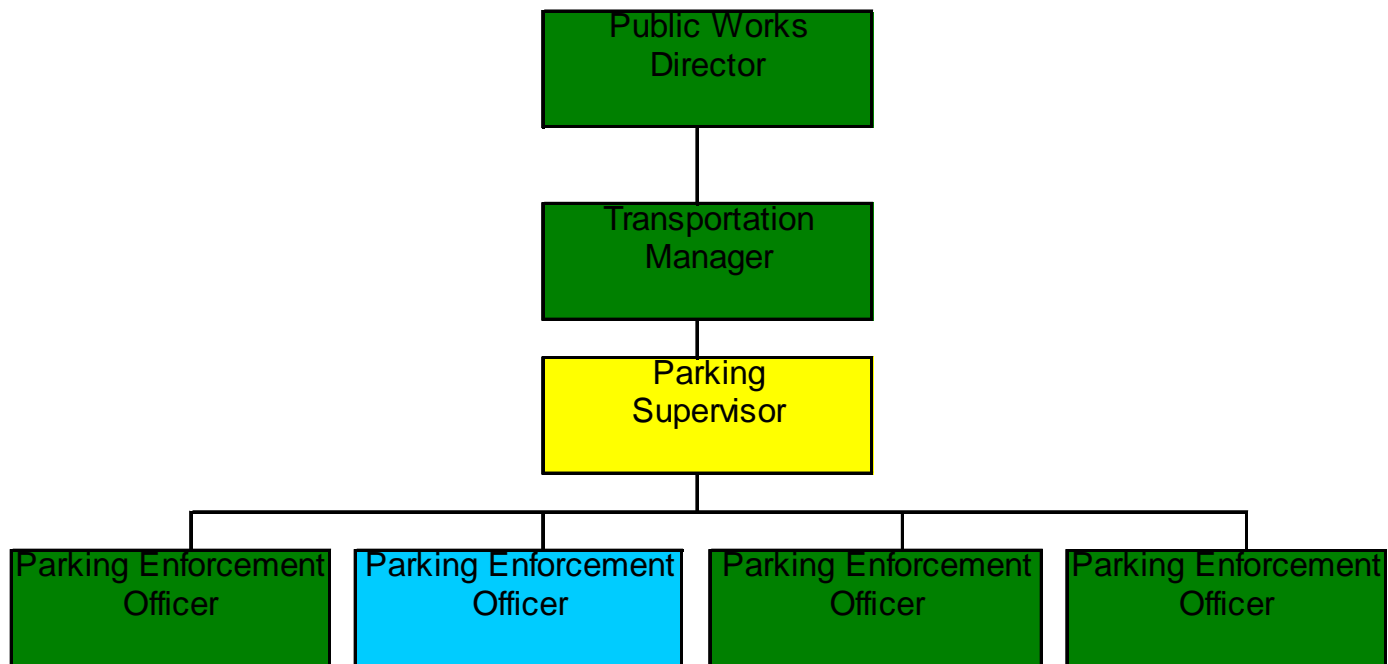 Public Works
Director
Transportation
Manager
Parking
Supervisor
Parking Enforcement
Officer
Parking Enforcement
Officer
Parking Enforcement
Officer
Parking Enforcement
Officer